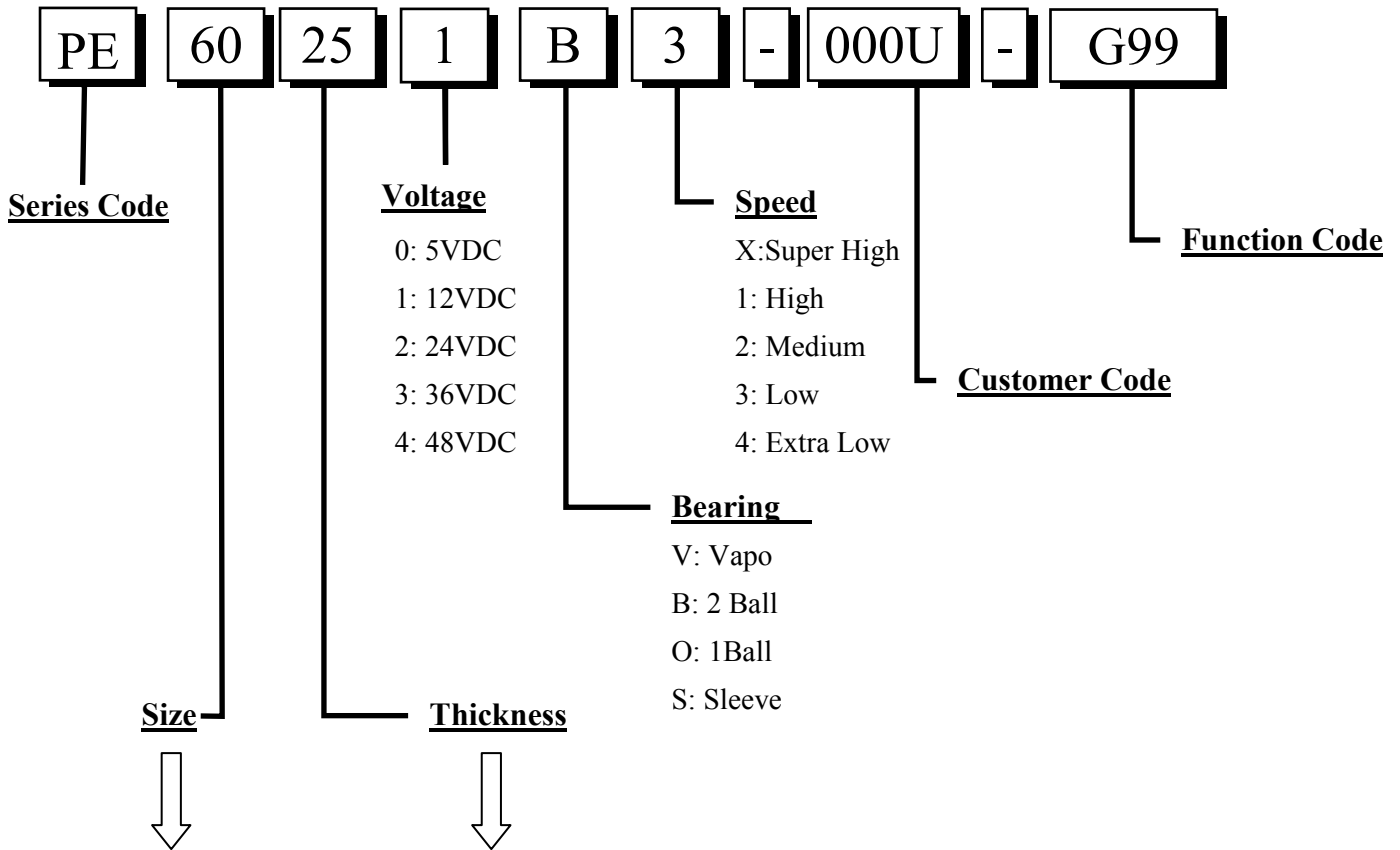 PE 60 25 1 B 3 - 000U - G99
Series Code
Voltage
0: 5VDC
1: 12VDC
2: 24VDC
3: 36VDC
4: 48VDC
Speed
X:Super High
1: High
2: Medium
3: Low
4: Extra Low
Function Code
Customer Code
Bearing
V: Vapo
B: 2 Ball
O: 1Ball
S: Sleeve
Size
Thickness